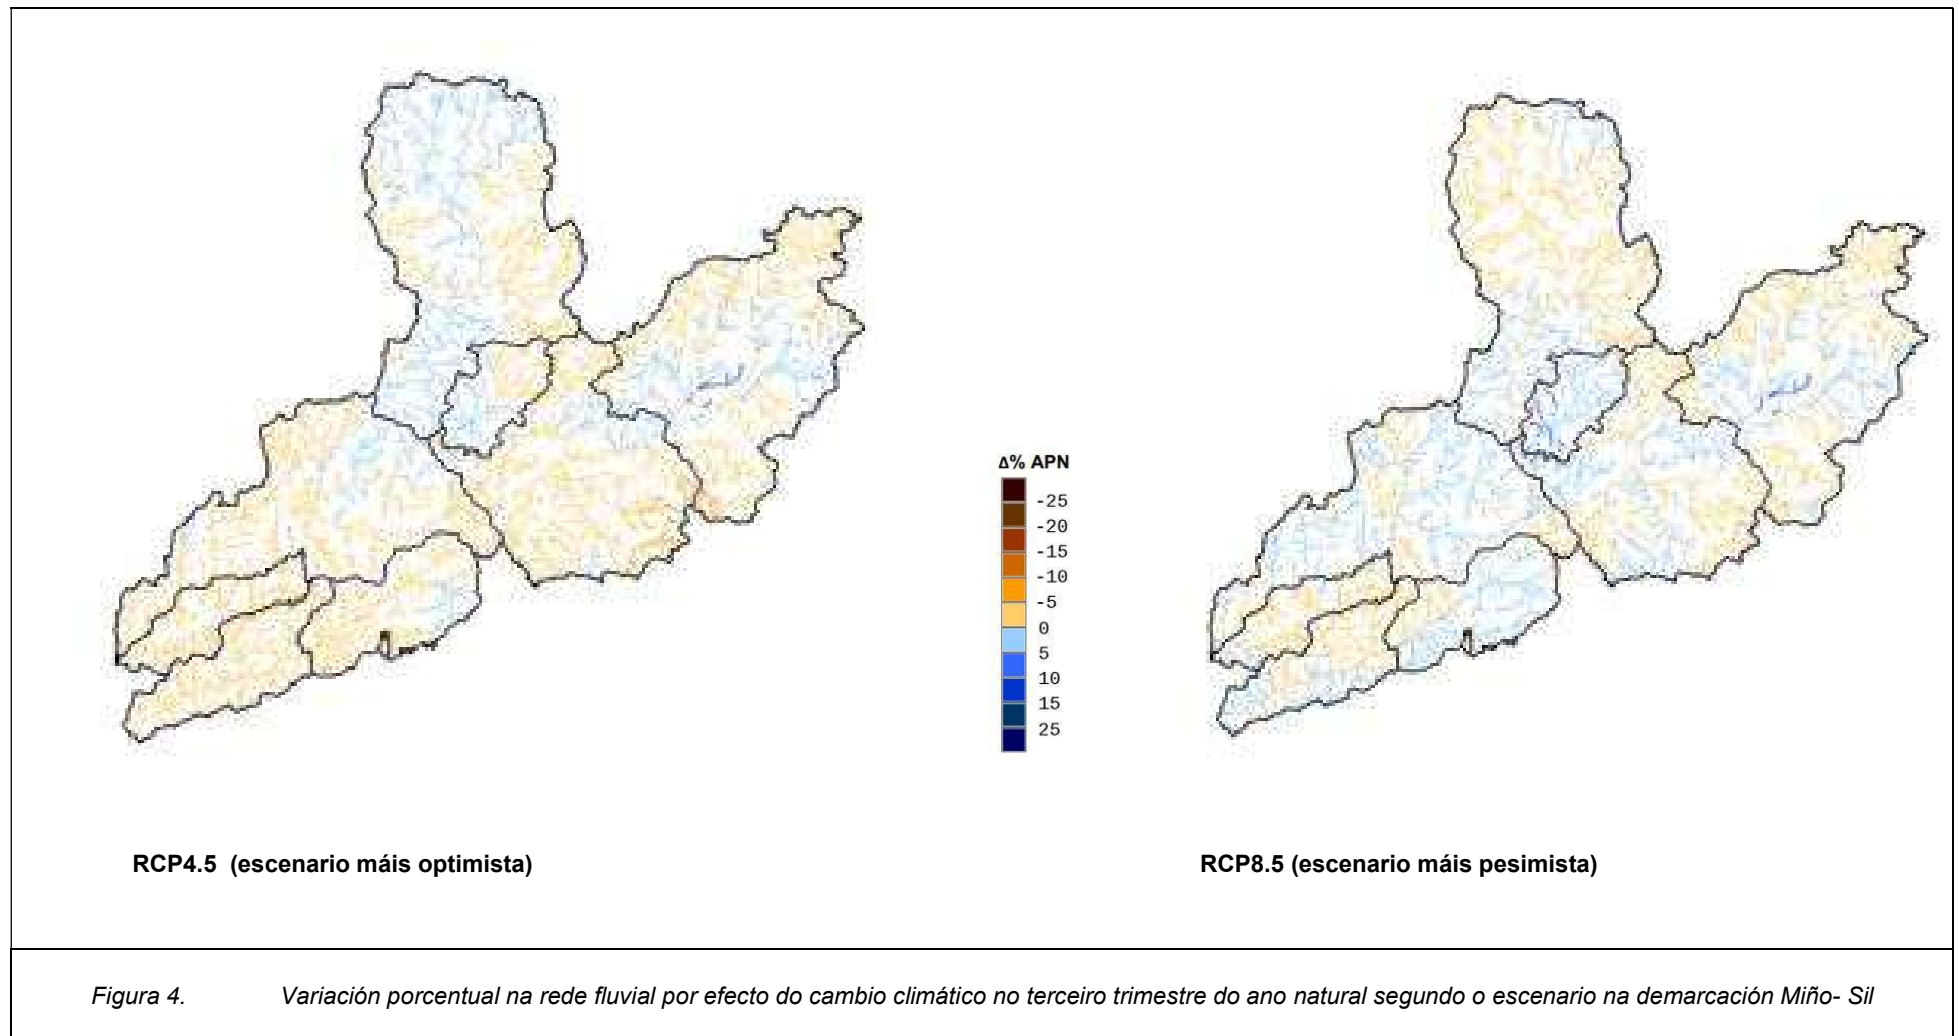 Δ% APN
-25
-20
-15
-10
-5
0
5
10
15
25
RCP4.5 (escenario máis optimista)
RCP8.5 (escenario máis pesimista)
Figura 4. Variación porcentual na rede fluvial por efecto do cambio climático no terceiro trimestre do ano natural segundo o escenario na demarcación Miño- Sil